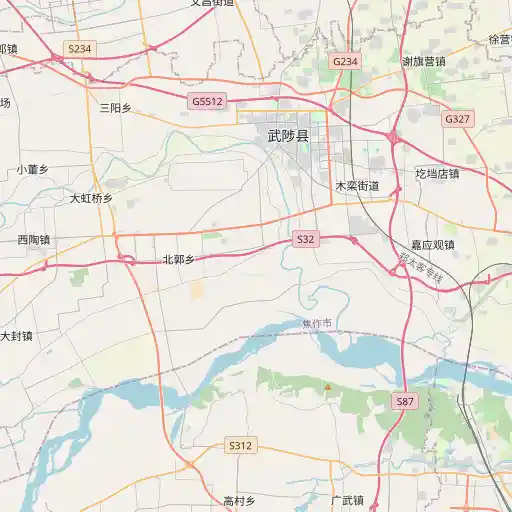 文昌街道
S234
郎镇
G234
谢旗营镇
徐营
场
三阳乡
G5512
G327
武陟县
小董乡
圪垱店镇
木栾街道
大虹桥乡
西陶镇
S32
嘉应观镇
北郭乡
郑太客专线
焦作市
大封镇
S87
S312
高村乡
广武镇